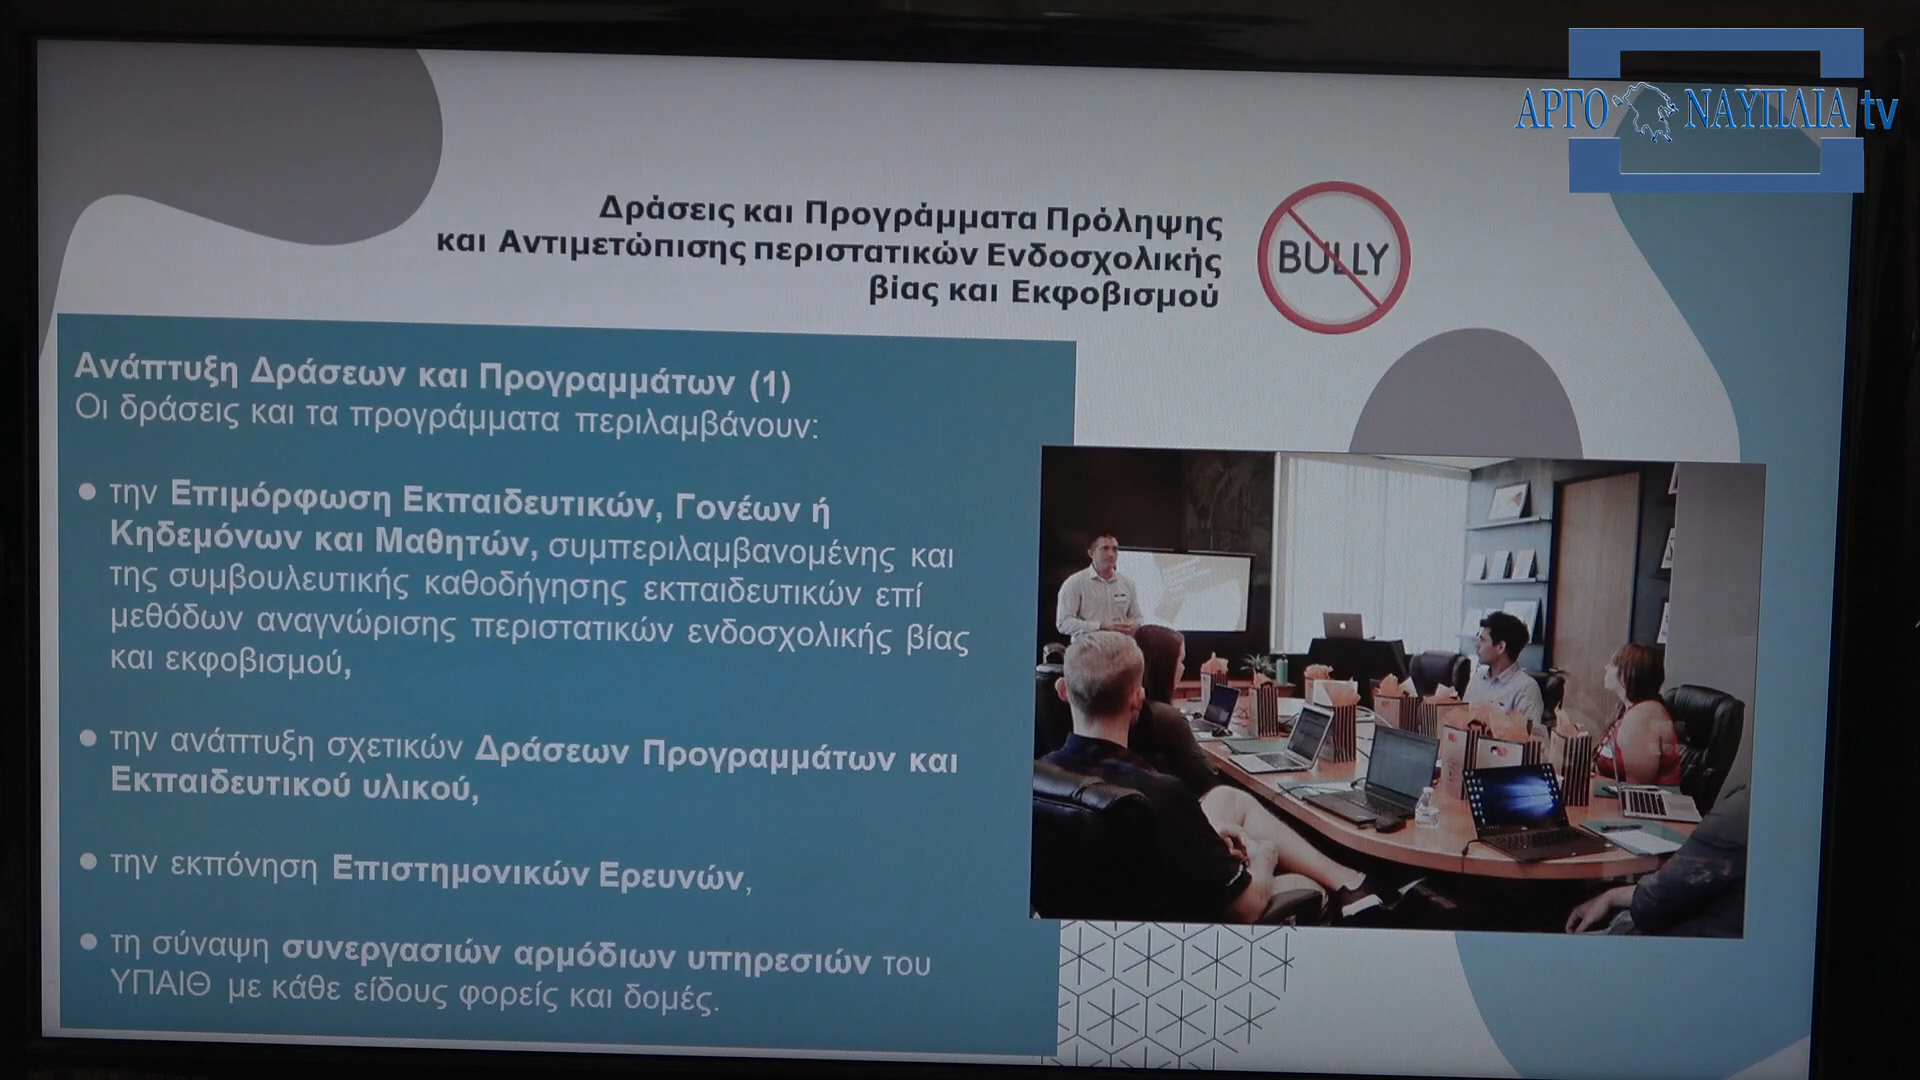 ΑΡΓΟ ΝΑΥΠΛΙΑ tv
Δράσεις και Προγράμματα Πρόληψης
και Αντιμετώπισης περιστατικών Ενδοσχολικής
βίας και Εκφοβισμού
BULLY
Ανάπτυξη Δράσεων και Προγραμμάτων (1)
Οι δράσεις και τα προγράμματα περιλαμβάνουν:
● την Επιμόρφωση Εκπαιδευτικών, Γονέων ή
Κηδεμόνων και Μαθητών, συμπεριλαμβανομένης και
της συμβουλευτικής καθοδήγησης εκπαιδευτικών επί
μεθόδων αναγνώρισης περιστατικών ενδοσχολικής βίας
και εκφοβισμού,
● την ανάπτυξη σχετικών Δράσεων Προγραμμάτων και
Εκπαιδευτικού υλικού,
● την εκπόνηση Επιστημονικών Ερευνών,
● τη σύναψη συνεργασιών αρμόδιων υπηρεσιών του
ΥΠΑΙΘ με κάθε είδους φορείς και δομές.